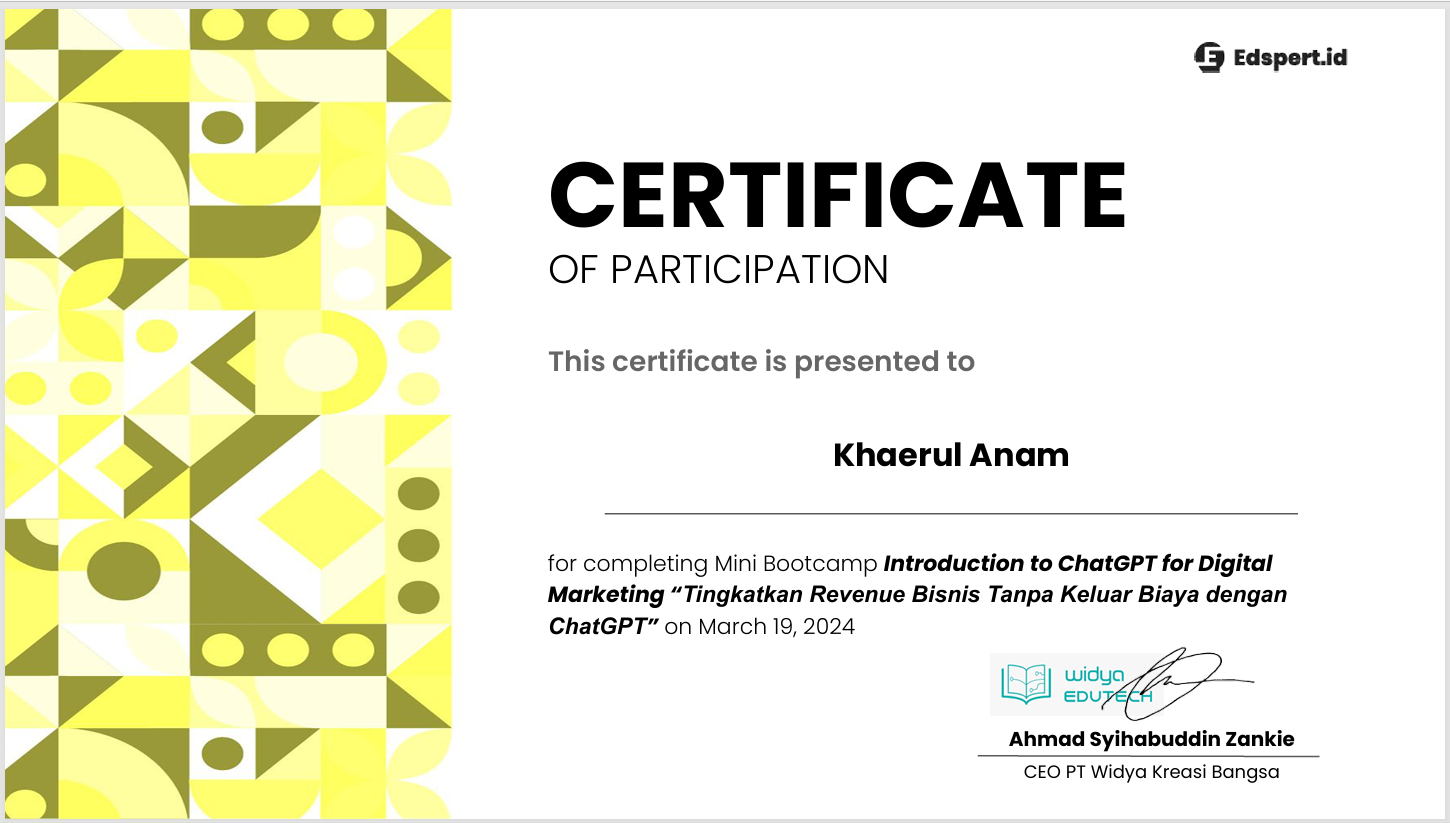 Edspert.id
CERTIFICATE
OF PARTICIPATION
This certificate is presented to
Khaerul Anam
for completing Mini Bootcamp Introduction to ChatGPT for Digital
Marketing “Tingkatkan Revenue Bisnis Tanpa Keluar Biaya dengan
ChatGPT” on March 19, 2024
widya
EDUTECH
Ahmad Syihabuddin Zankie
CEO PT Widya Kreasi Bangsa